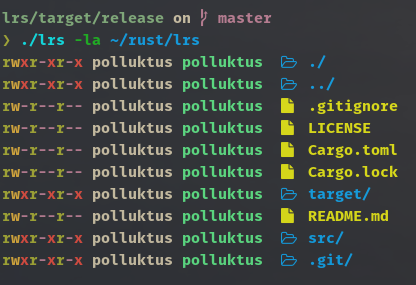 lrs/target/release on master
❯ ./lrs -la ~/rust/lrs
rwxr-xr-x polluktus polluktus ./
rwxr-xr-x polluktus polluktus ../
rw-r--r-- polluktus polluktus .gitignore
rw-r--r-- polluktus polluktus LICENSE
rw-r--r-- polluktus polluktus Cargo.toml
rw-r--r-- polluktus polluktus Cargo.lock
rwxr-xr-x polluktus polluktus target/
rw-r--r-- polluktus polluktus README.md
rwxr-xr-x polluktus polluktus src/
rwxr-xr-x polluktus polluktus .git/